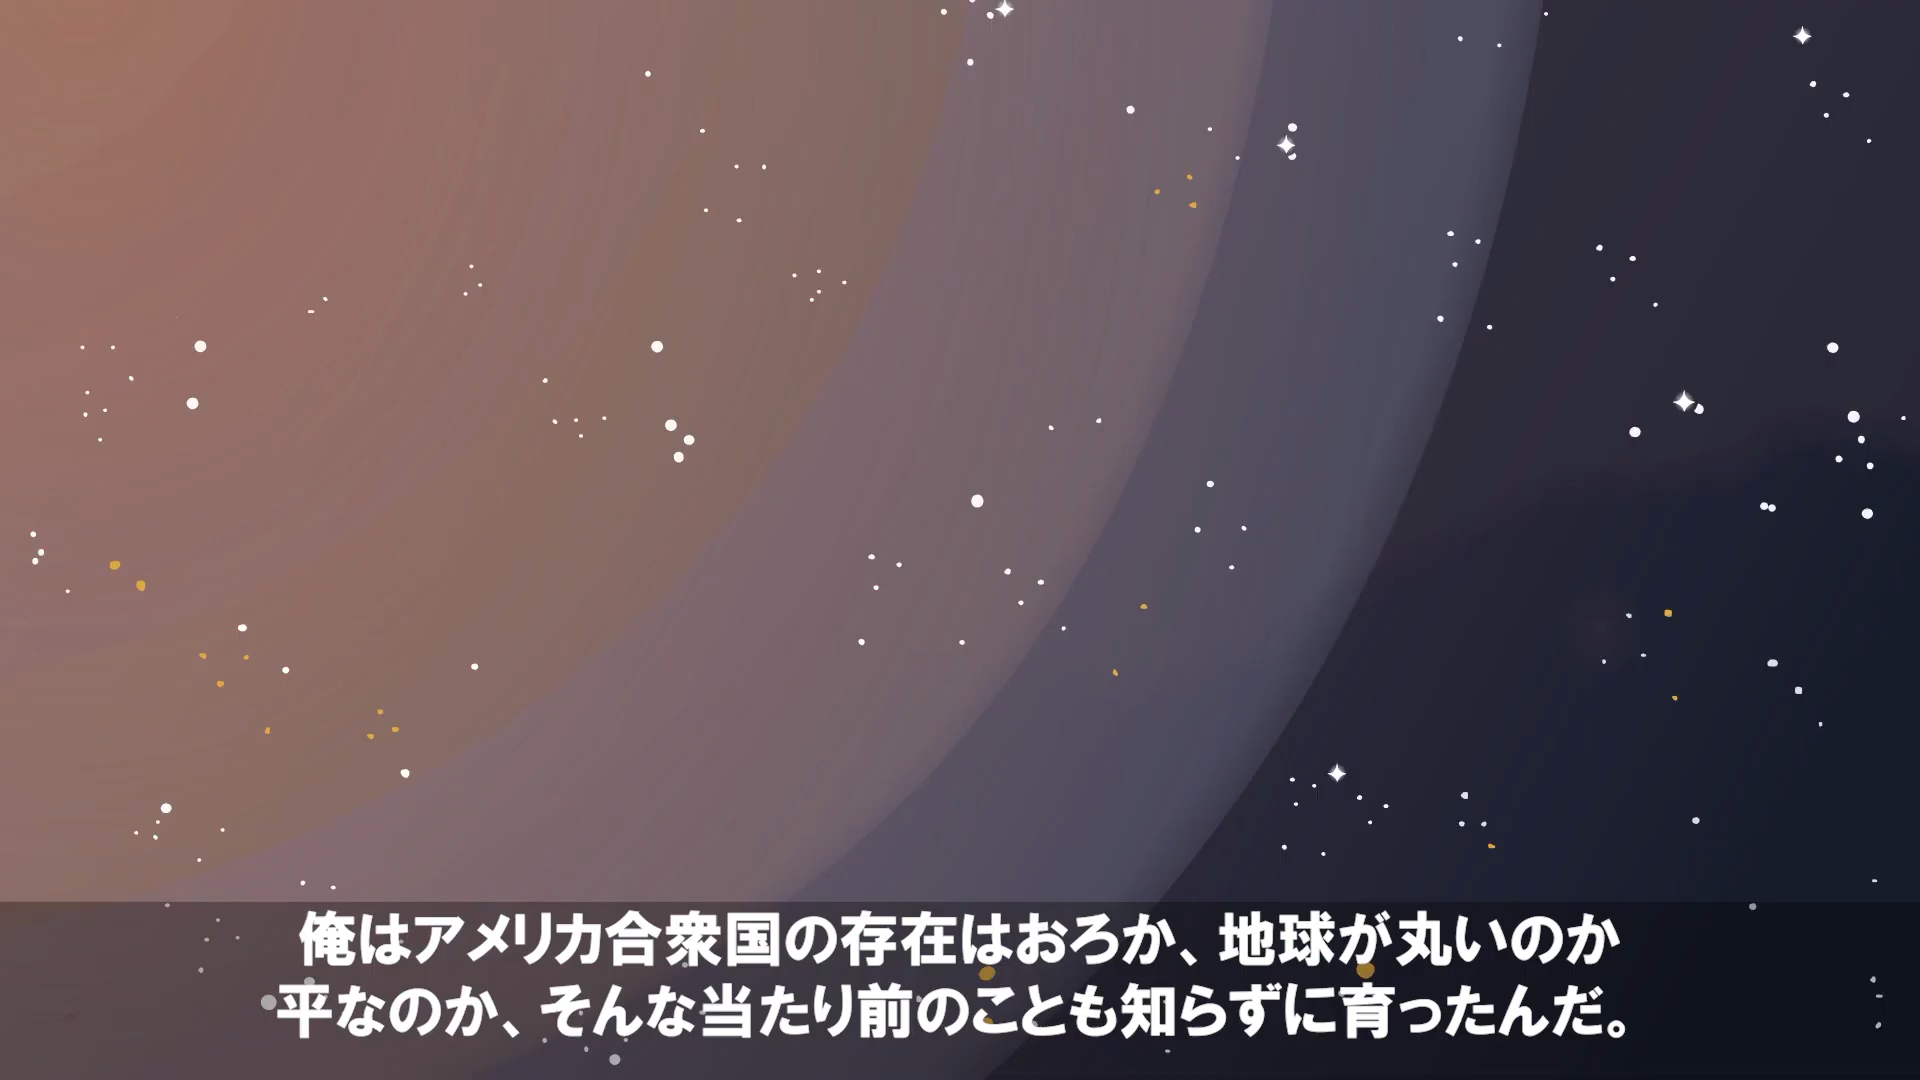 俺はアメリカ合衆国の存在はおろか、地球が丸いのか
平なのか、そんな当たり前のことも知らずに育ったんだ。